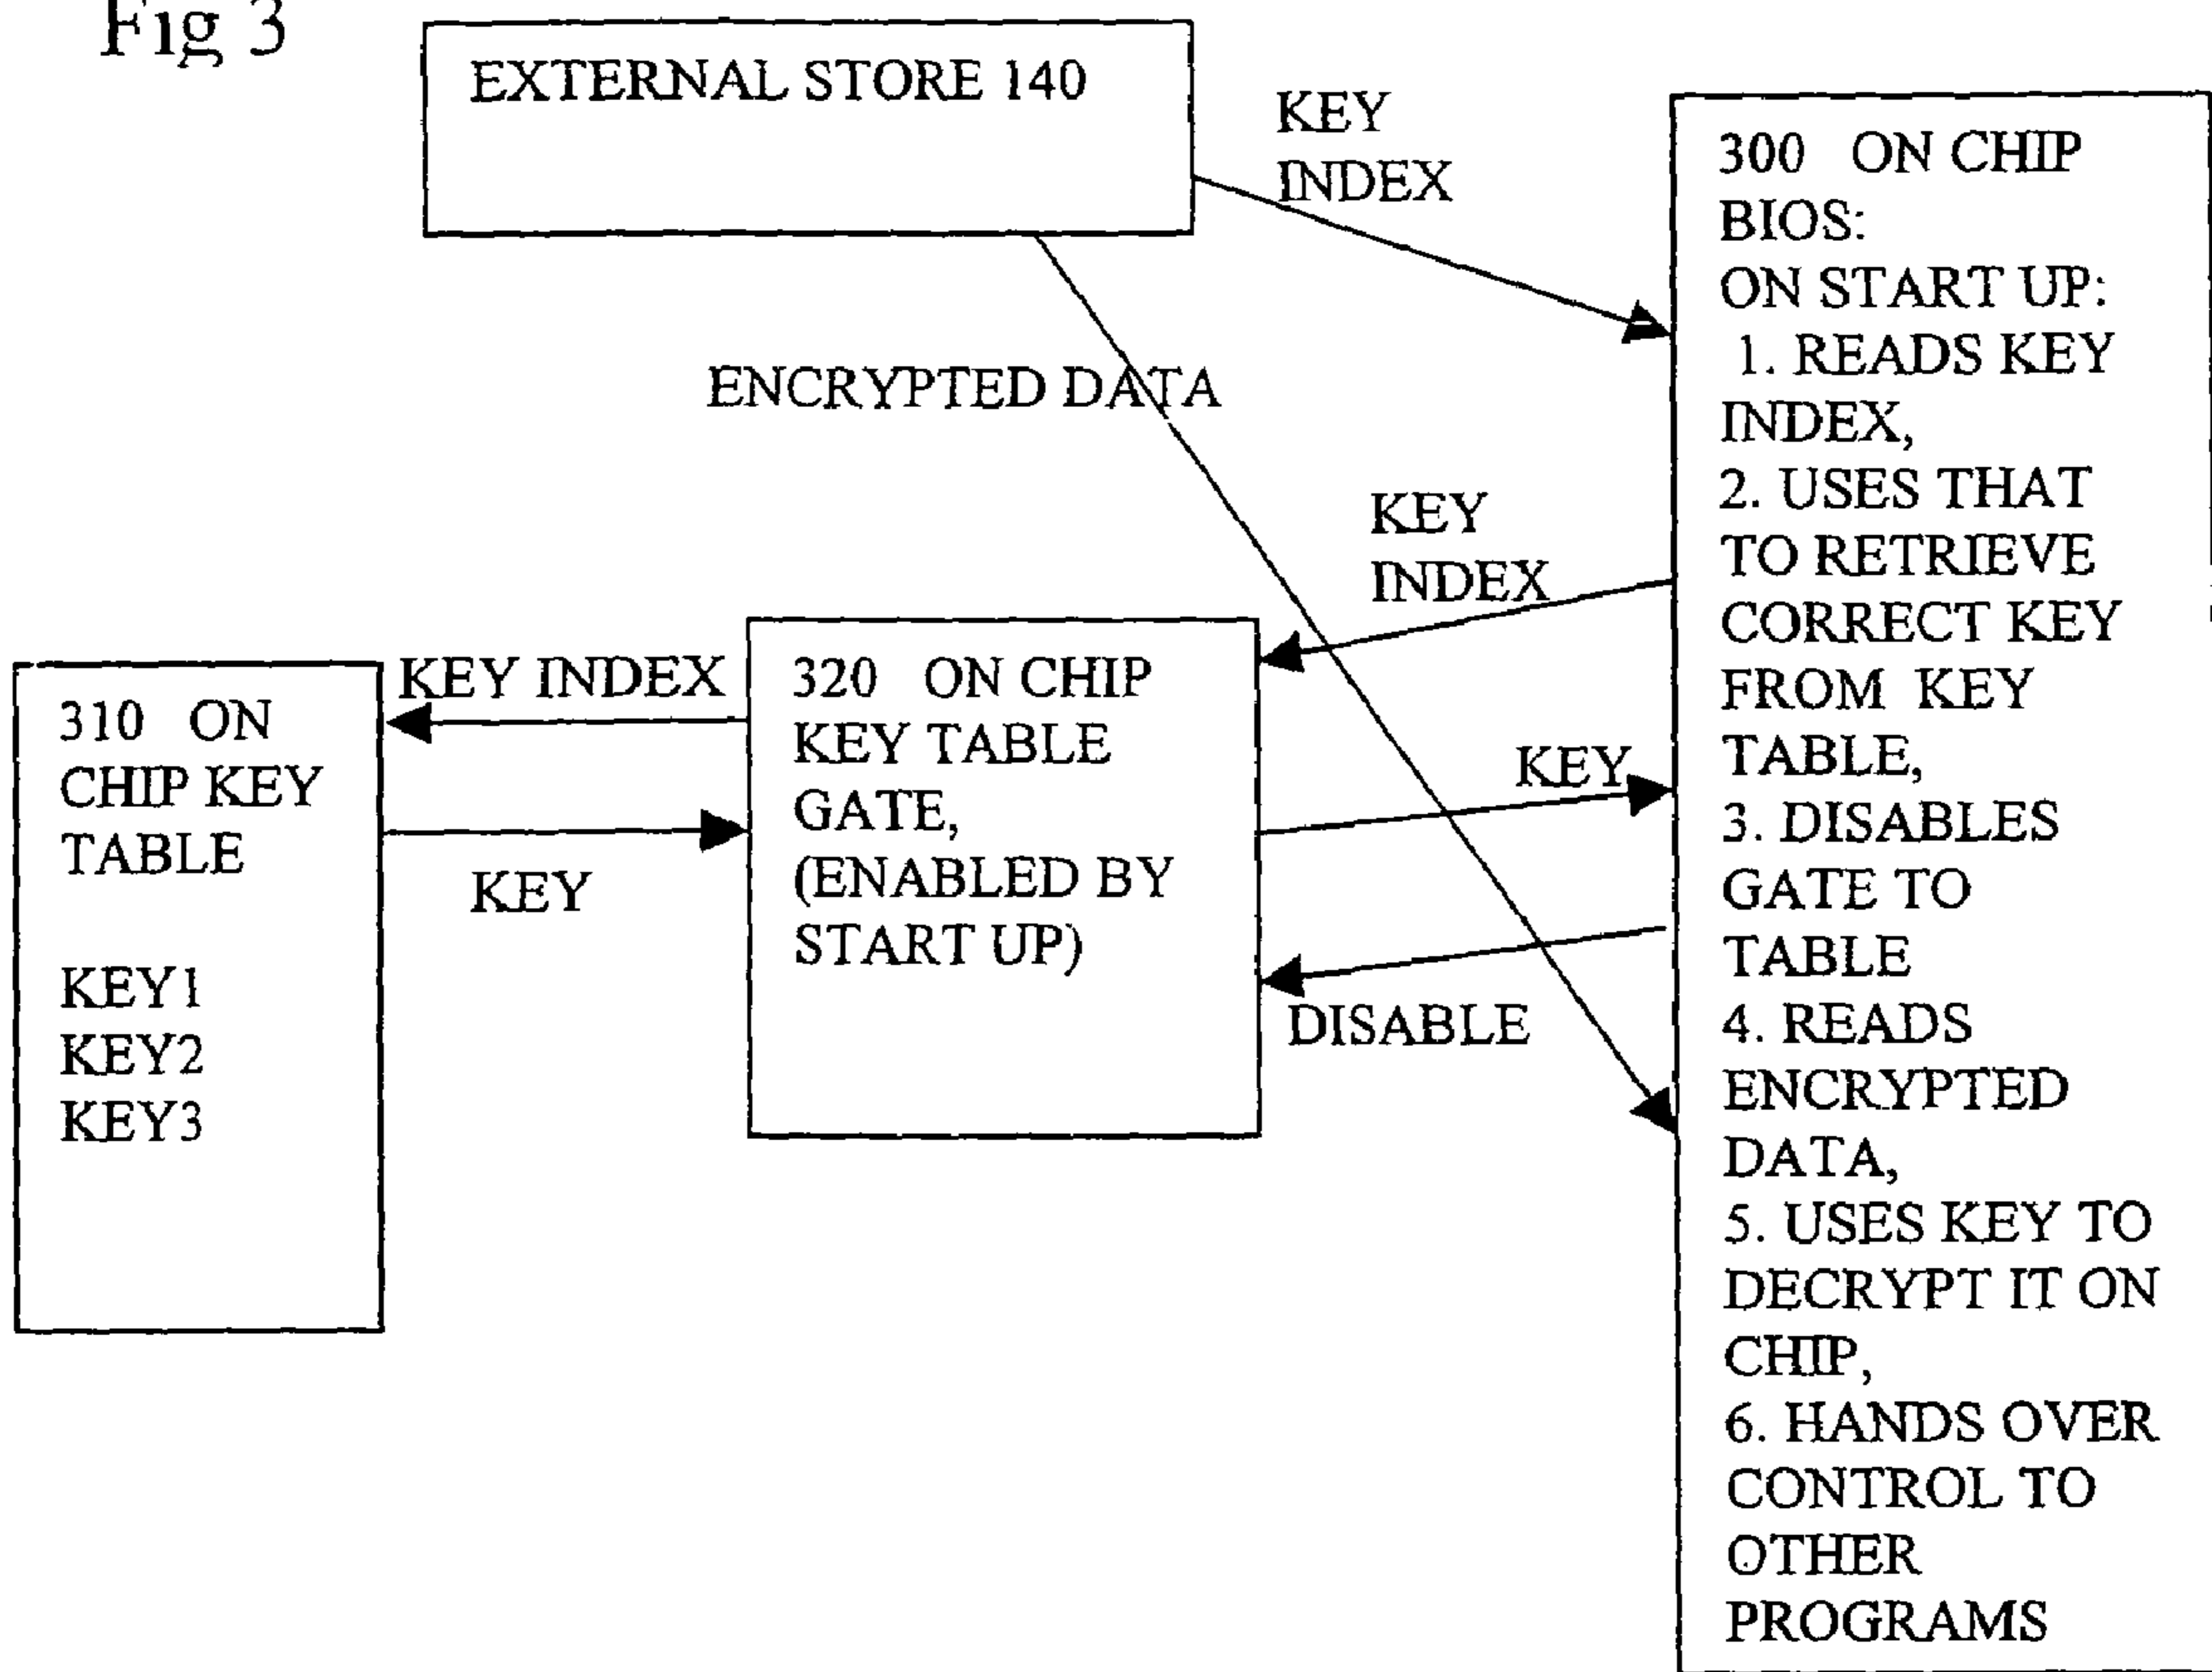 Fig 3
EXTERNAL STORE 140
KEY
INDEX
ENCRYPTED DATA
KEY
INDEX
KEY INDEX
KEY
KEY
DISABLE
310 ON
CHIP KEY
TABLE
KEY1
KEY2
KEY3
320 ON CHIP
KEY TABLE
GATE,
(ENABLED BY
START UP)
300 ON CHIP
BIOS:
ON START UP:
1. READS KEY
INDEX,
2. USES THAT
TO RETRIEVE
CORRECT KEY
FROM KEY
TABLE,
3. DISABLES
GATE TO
TABLE
4. READS
ENCRYPTED
DATA,
5. USES KEY TO
DECRYPT IT ON
CHIP,
6. HANDS OVER
CONTROL TO
OTHER
PROGRAMS